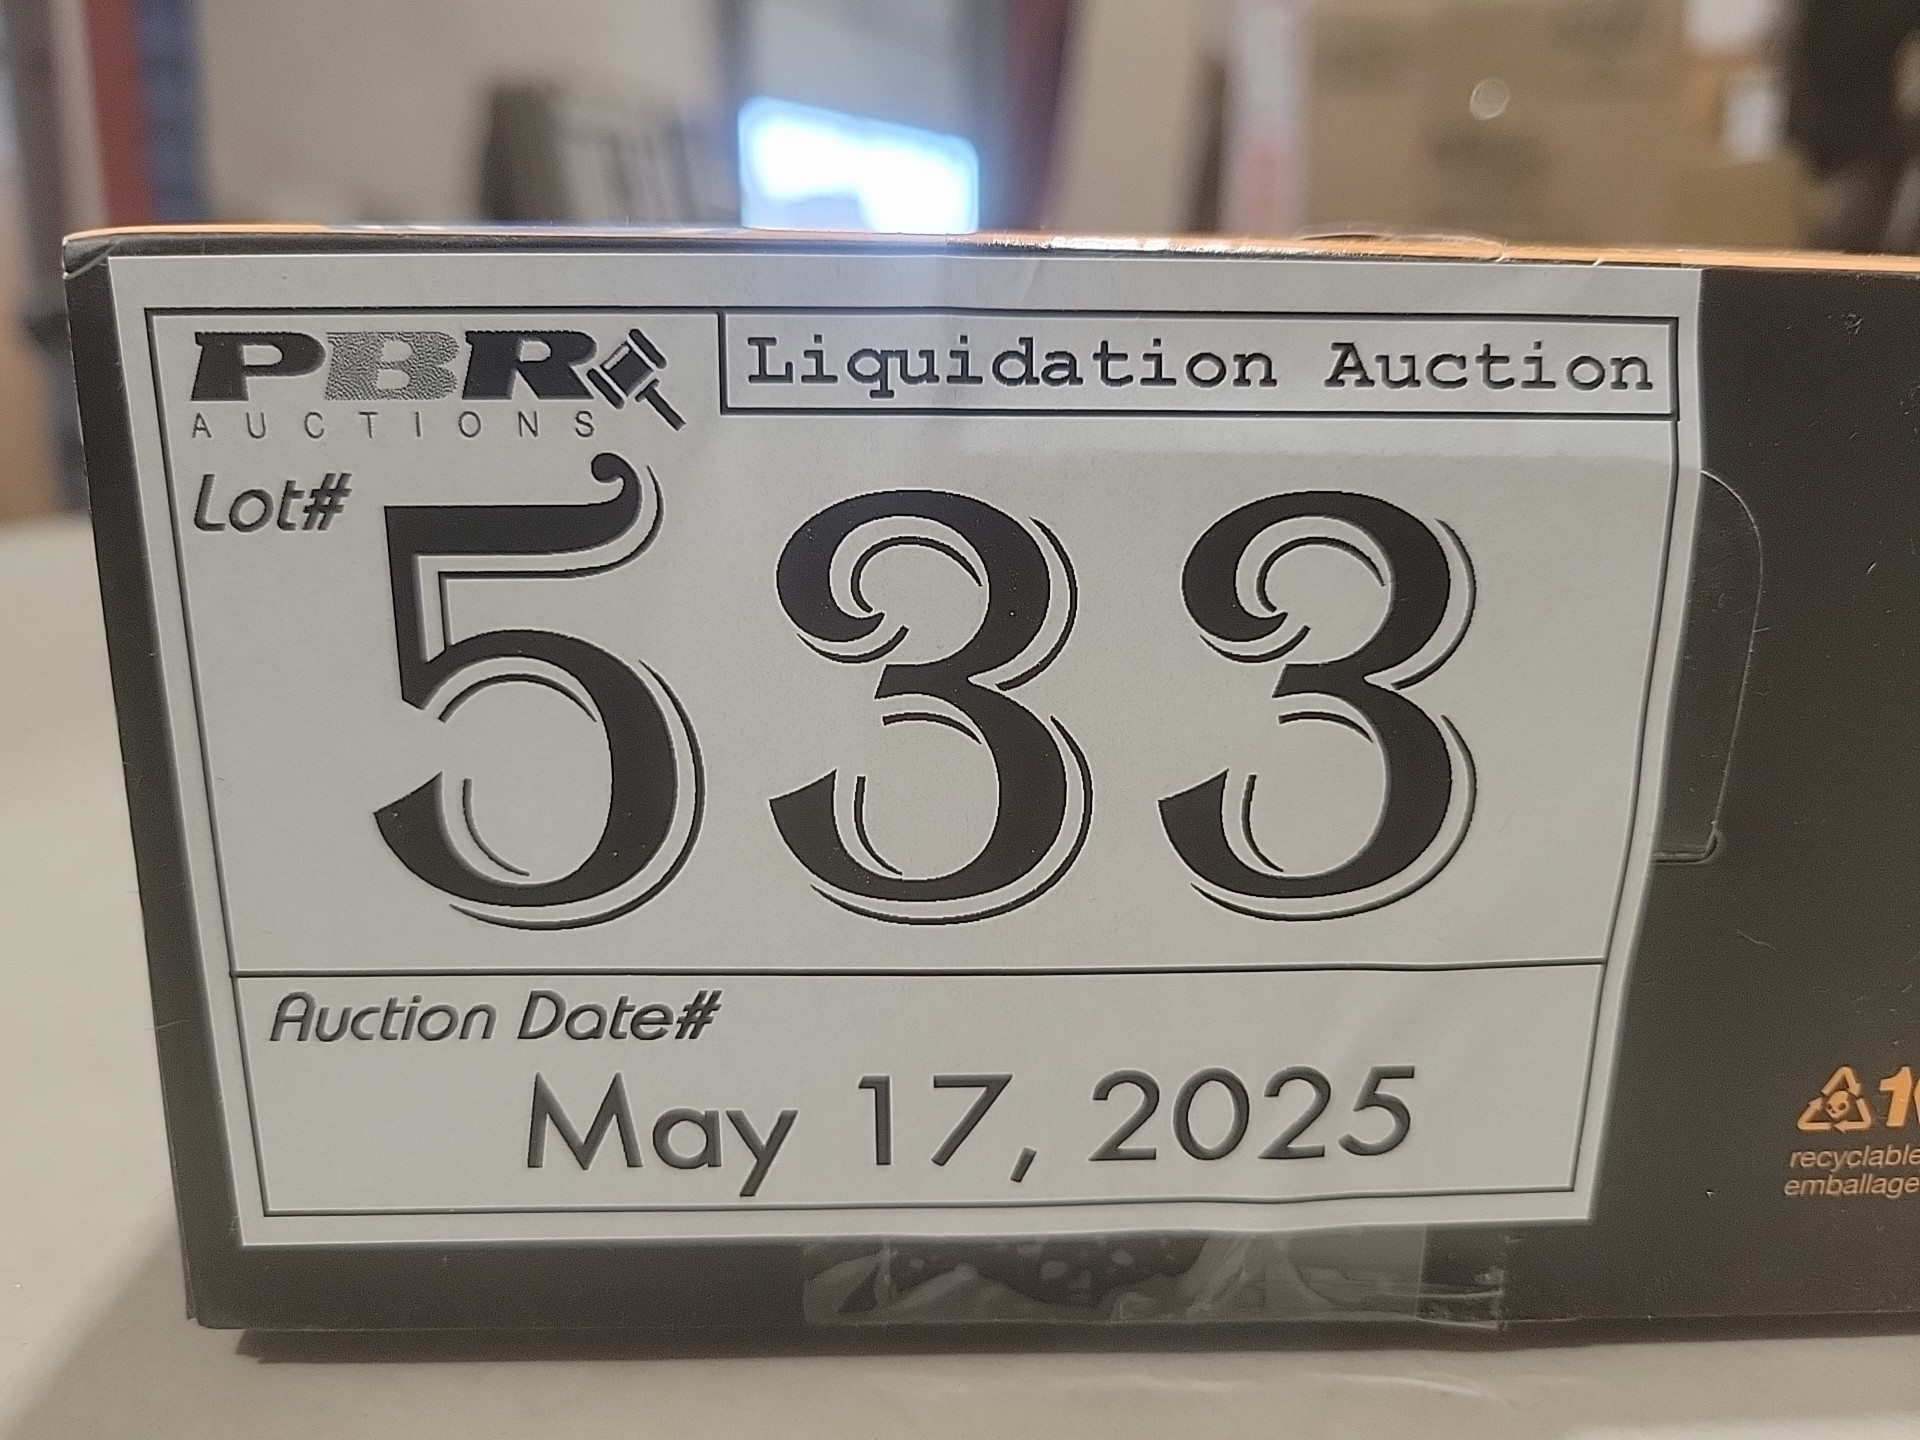 PBR
AUCTIONS
Liquidation Auction
Lot#
533
Auction Date#
May 17, 2025
recyclable
emballage